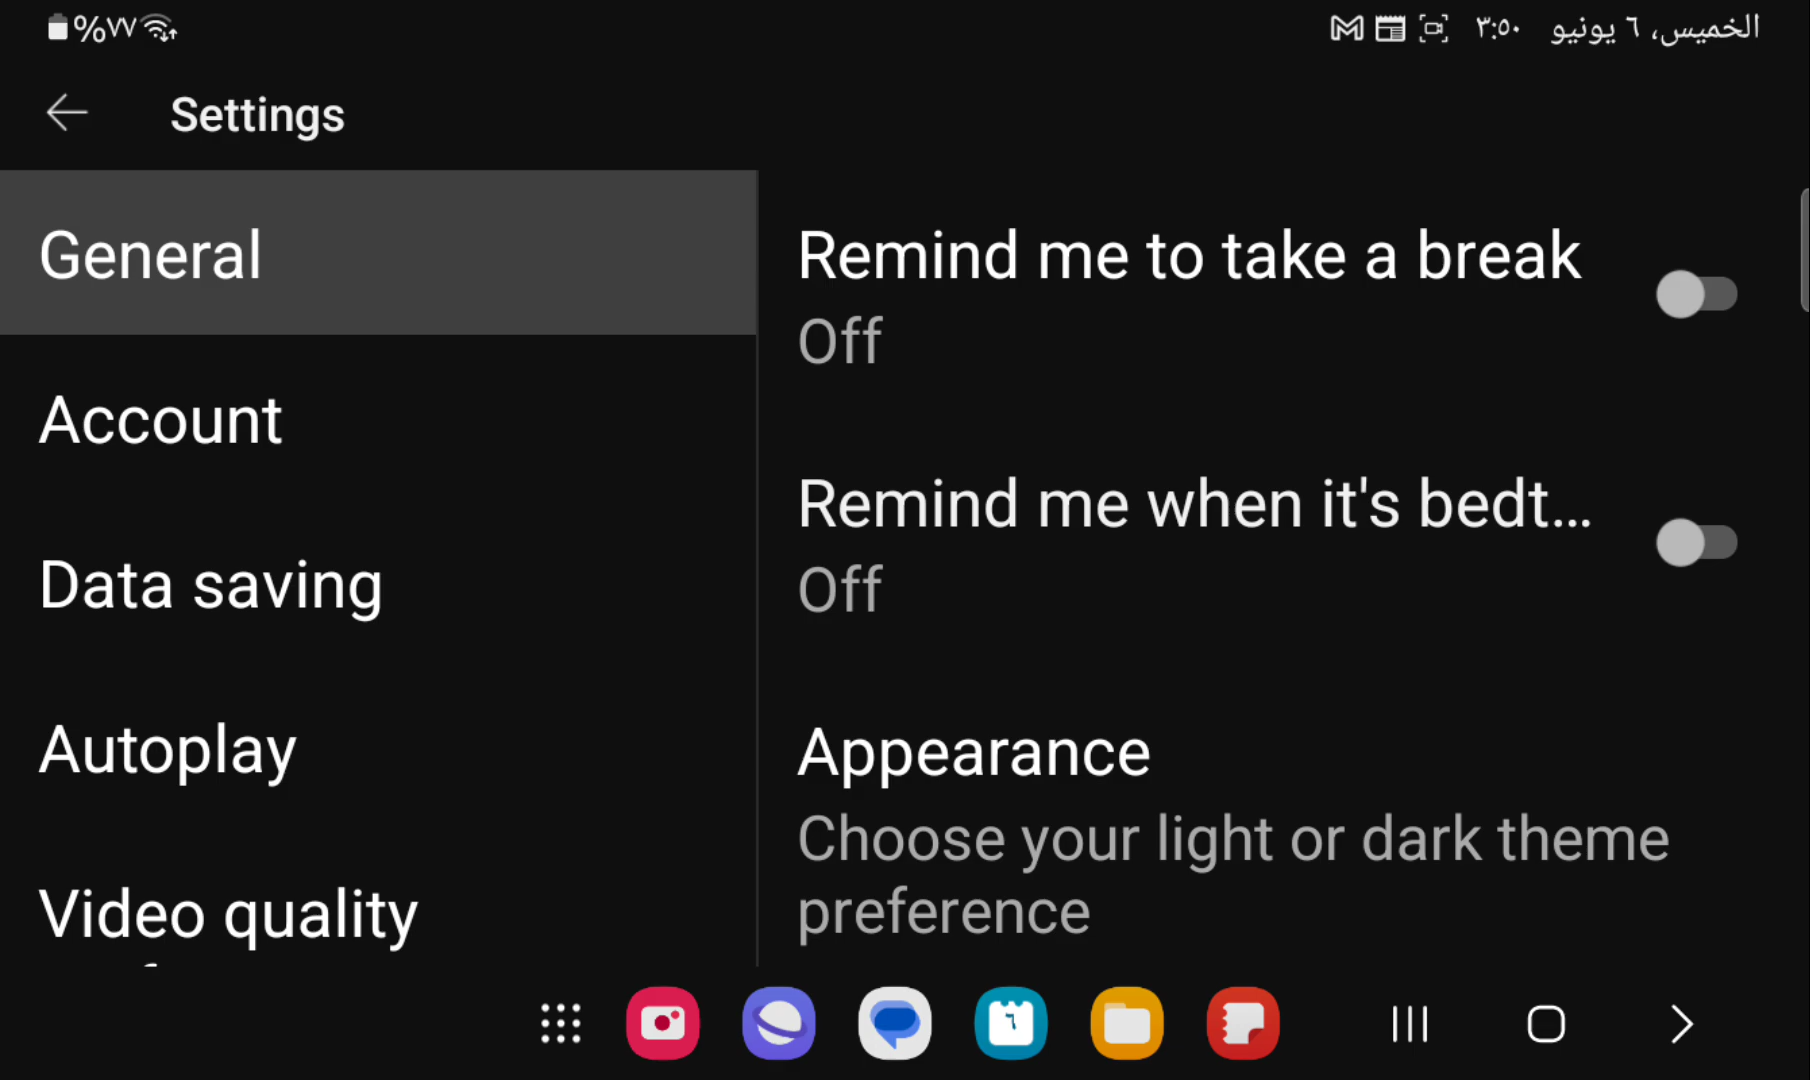 %٧٧
الخميس، ٦ يونيو ٣:٥٠
Settings
General
Account
Data saving
Autoplay
Video quality
Remind me to take a break
Off
Remind me when it's bedt...
Off
Appearance
Choose your light or dark theme
preference
٦